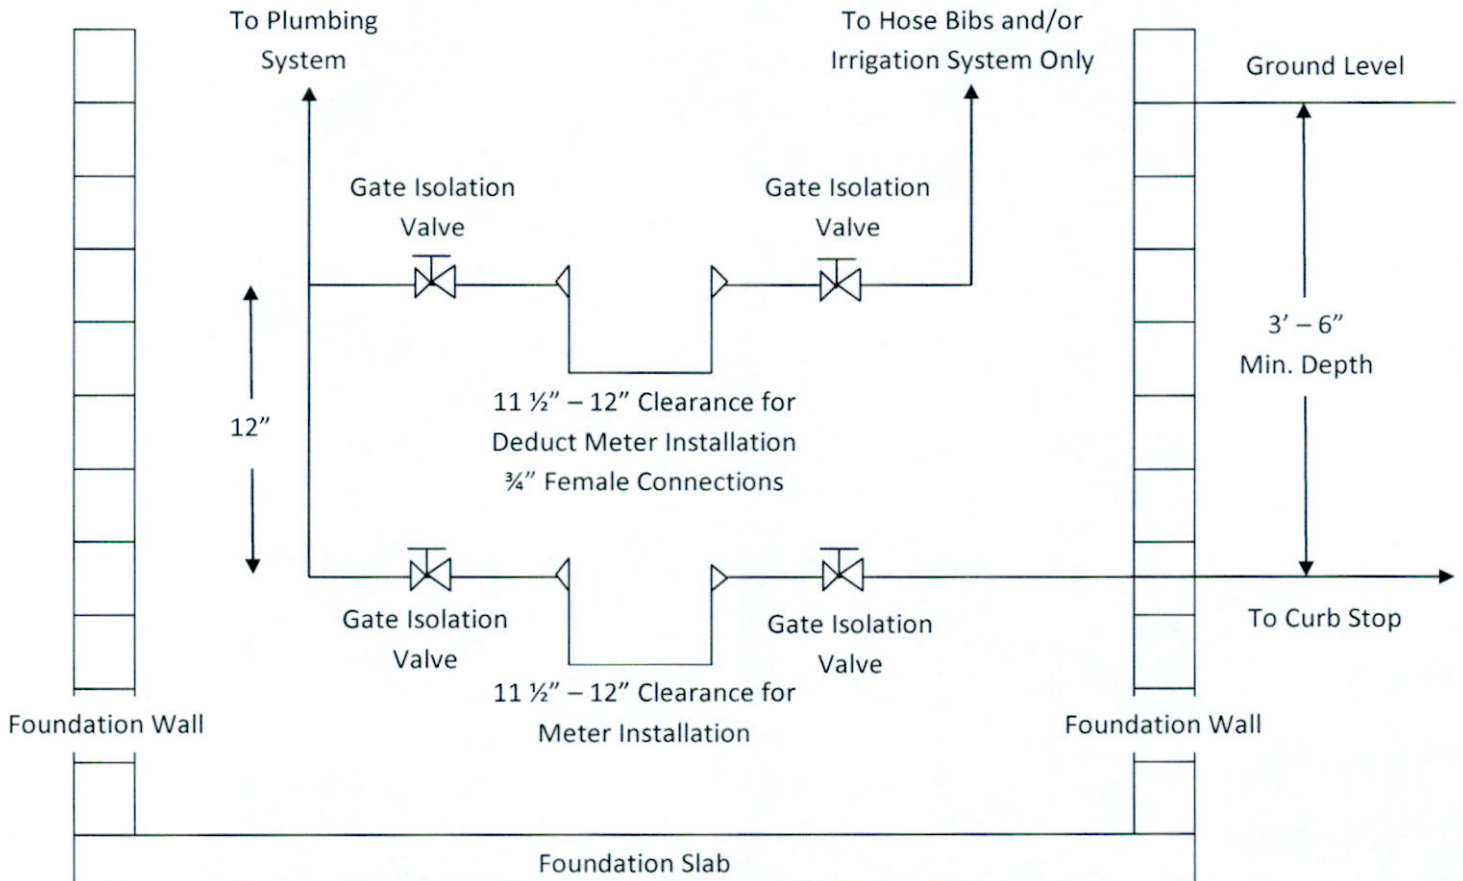 To Plumbing
System
To Hose Bibs and/or
Irrigation System Only
Ground Level
Gate Isolation
Valve
Gate Isolation
Valve
3’ – 6”
Min. Depth
12”
11 ½” – 12” Clearance for
Deduct Meter Installation
¾” Female Connections
Gate Isolation
Valve
Gate Isolation
Valve
To Curb Stop
11 ½” – 12” Clearance for
Meter Installation
Foundation Wall
Foundation Wall
Foundation Slab